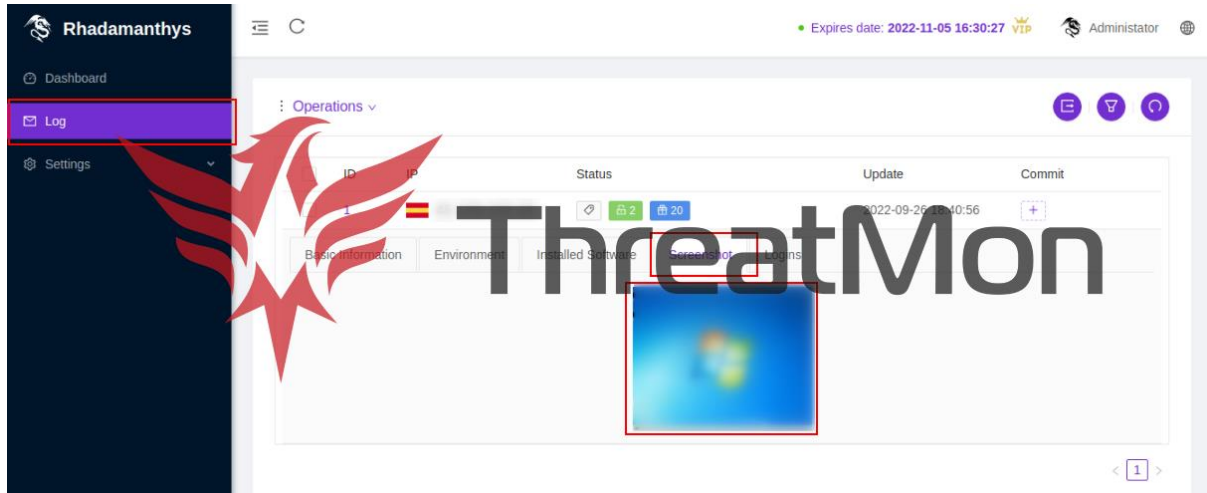 Rhadamanthys
Expires date: 2022-11-05 16:30:27 VIP Administator
Dashboard
Log
Settings
Operations
ID IP Status Update Commit
1 2 20 2022-09-26 18:40:56 +
Basic Information Environment Installed Software Screenshot Logins
ThreatMon
< 1 >